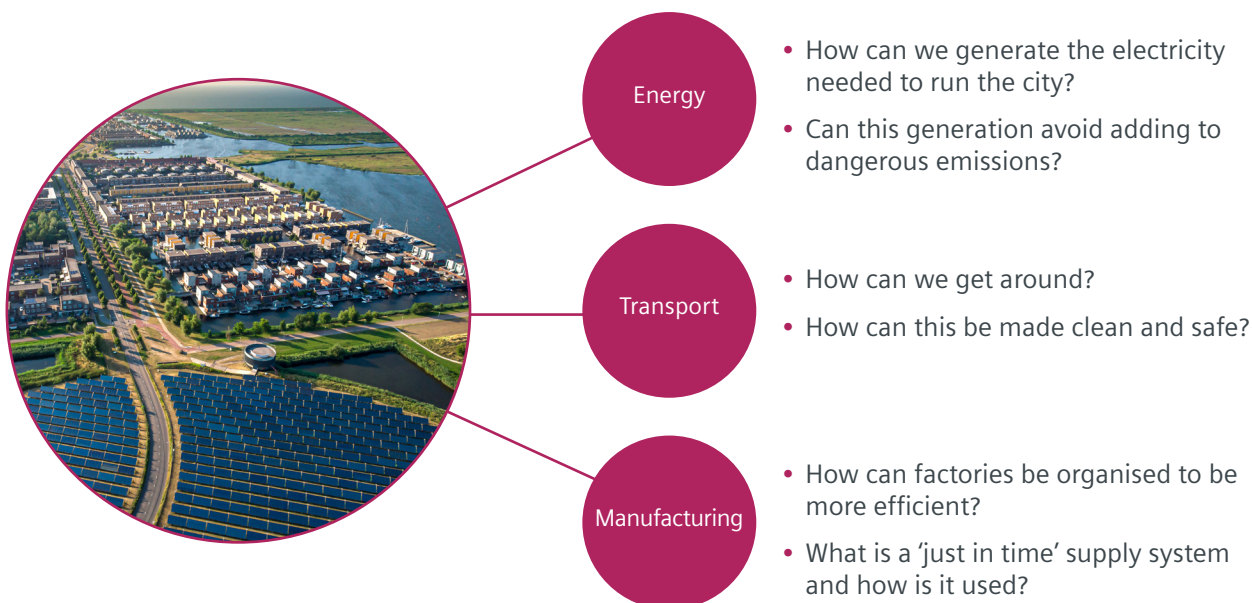 Energy
• How can we generate the electricity
needed to run the city?
• Can this generation avoid adding to
dangerous emissions?
Transport
• How can we get around?
• How can this be made clean and safe?
Manufacturing
• How can factories be organised to be
more efficient?
• What is a ‘just in time’ supply system
and how is it used?